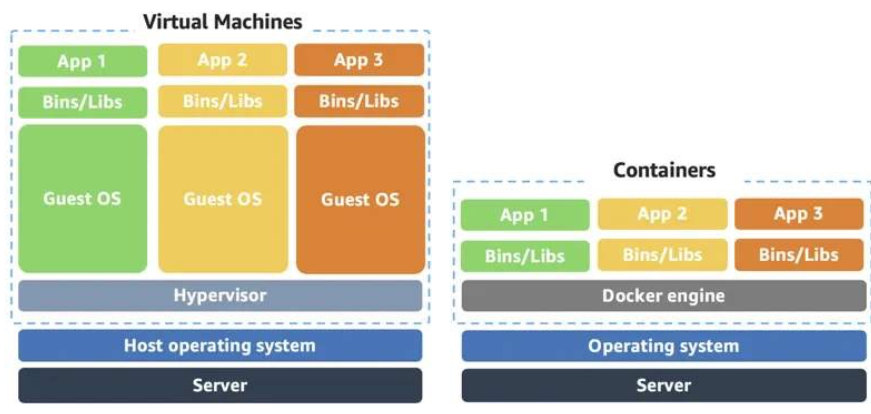 Virtual Machines
App 1 App 2 App 3
Bins/Libs Bins/Libs Bins/Libs
Guest OS Guest OS Guest OS
Hypervisor
Host operating system
Server
Containers
App 1 App 2 App 3
Bins/Libs Bins/Libs Bins/Libs
Docker engine
Operating system
Server